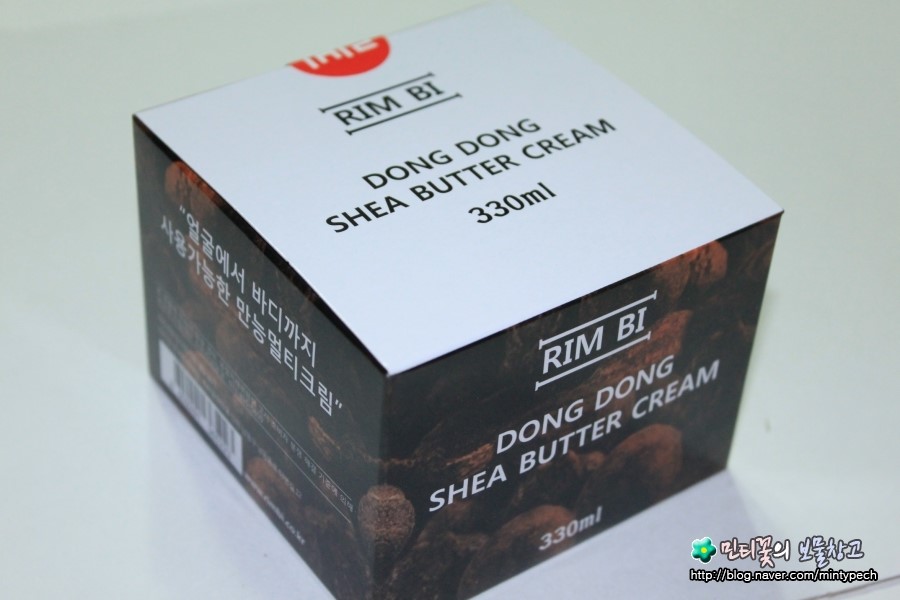 RIM BI
DONG DONG
SHEA BUTTER CREAM
330ml
"얼굴에서 바디까지
사용가능한 만능멀티크림"
RIM BI
DONG DONG
SHEA BUTTER CREAM
330ml
민티꽃의 보물창고
http://blog.naver.com/mintypech